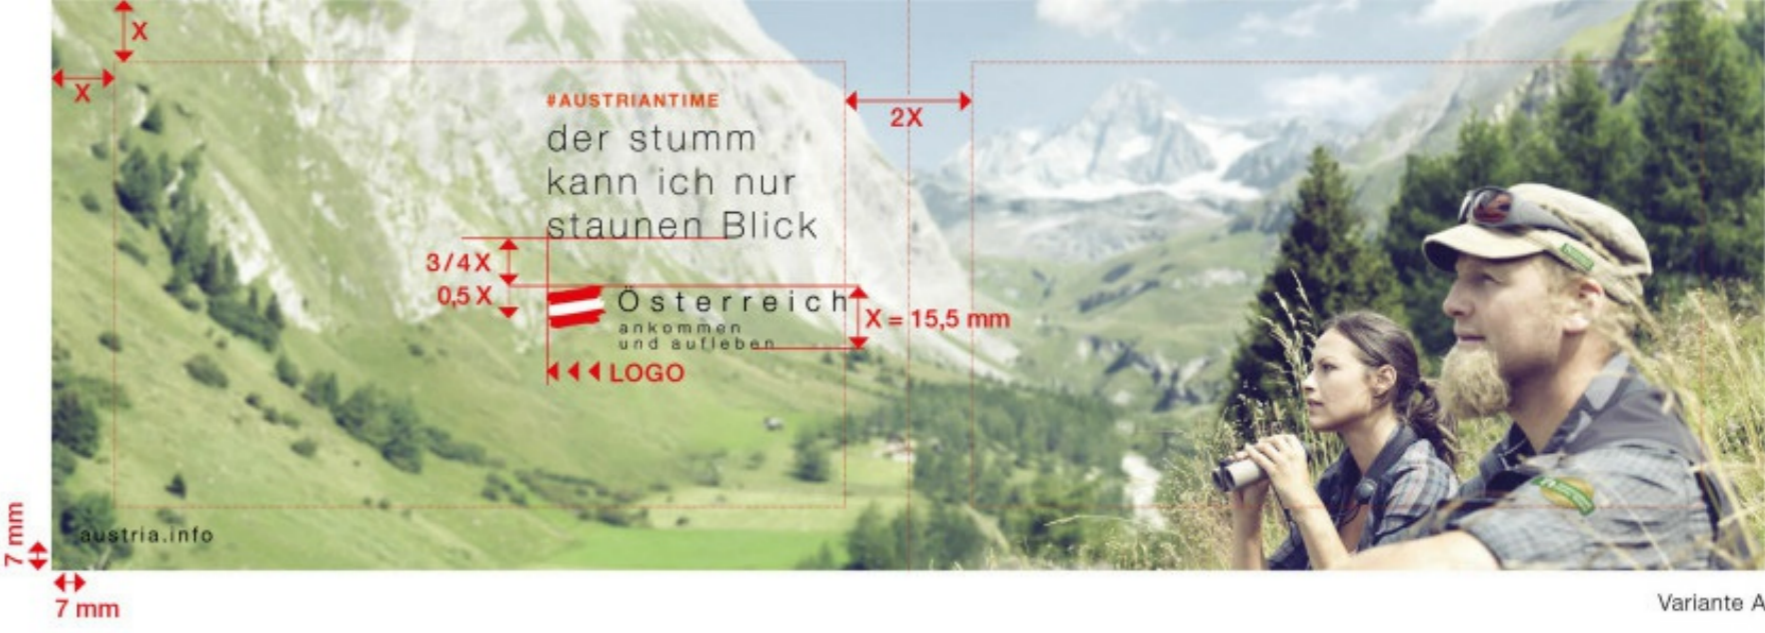 X
X
#AUSTRIANTIME
2X
der stumm
kann ich nur
staunen Blick
3/4X
0,5 X
Österreich
ankommen
und aufleben
X = 15,5 mm
LOGO
austria.info
7 mm
7 mm
Variante A